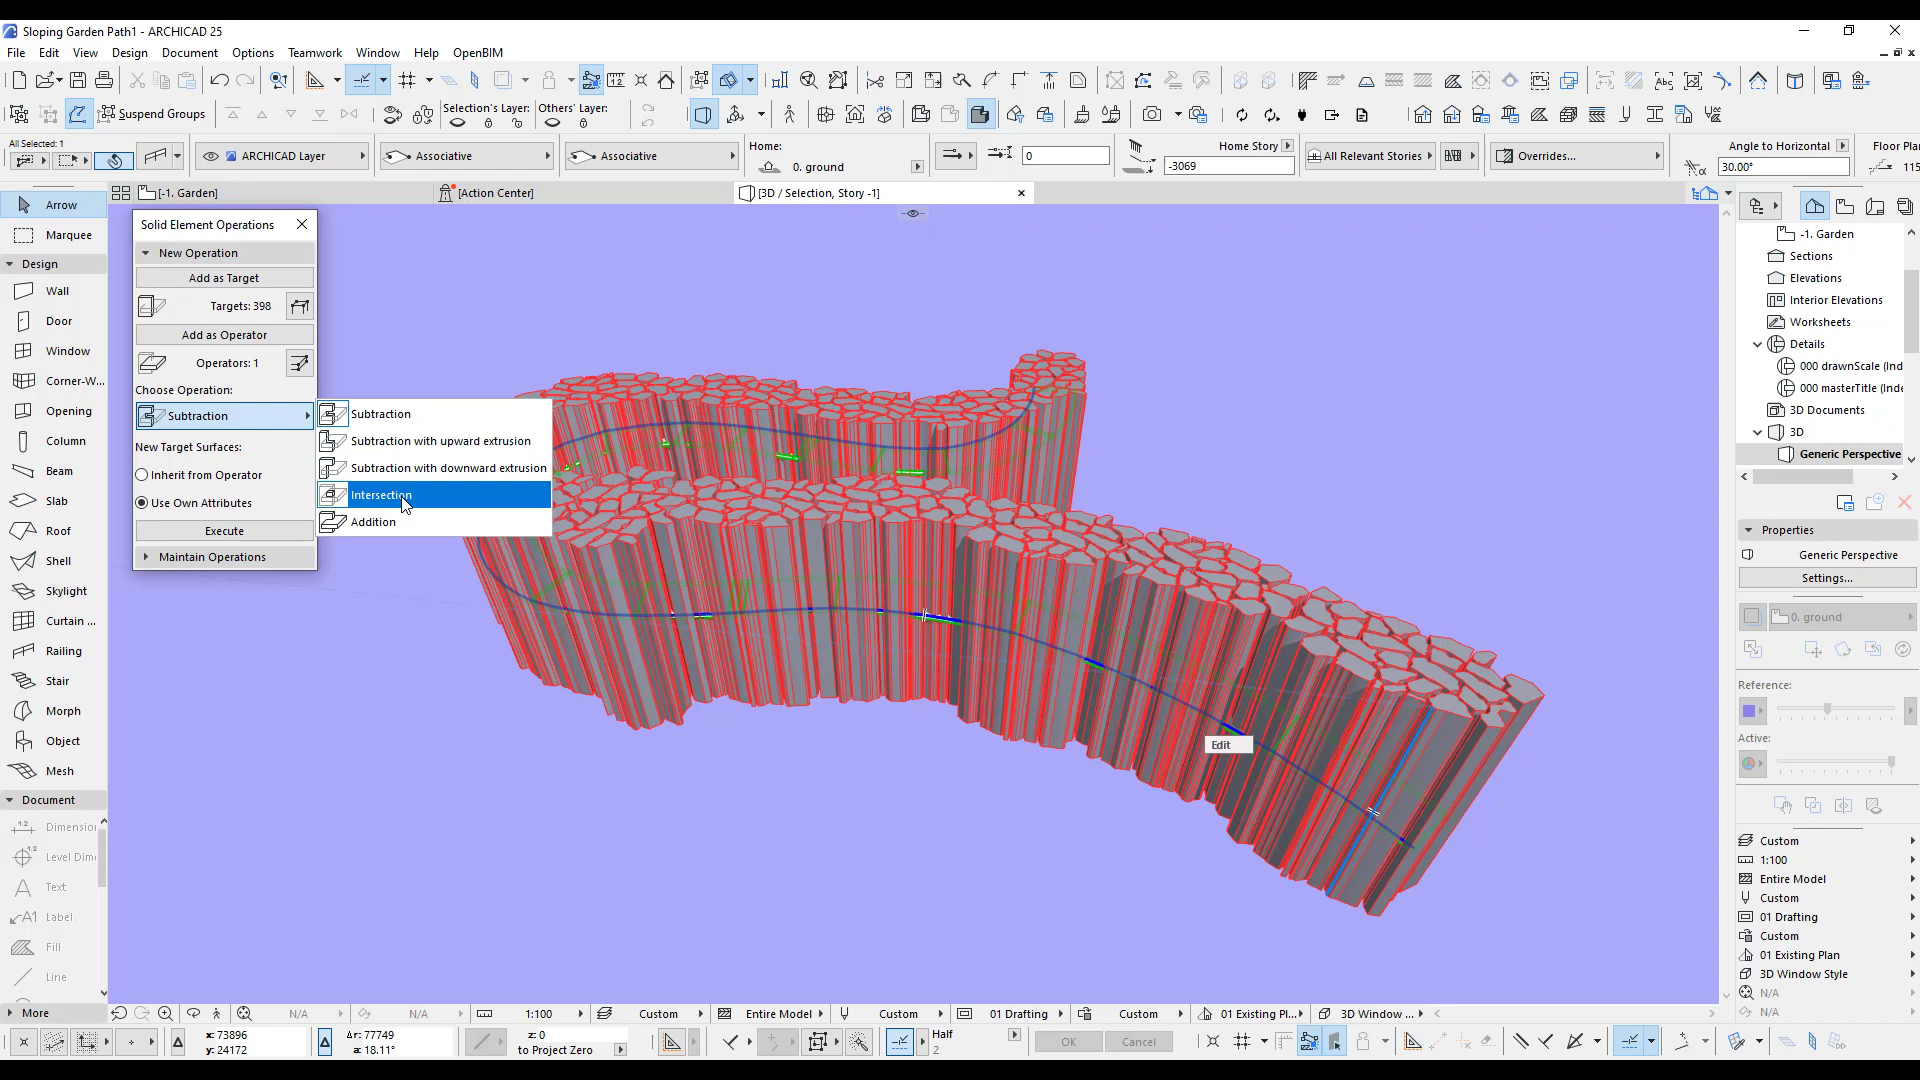 Sloping Garden Path1 - ARCHICAD 25
File Edit View Design Document Options Teamwork Window Help OpenBIM
Suspend Groups
Selection's Layer:
Others' Layer:
All Selected: 1
ARCHICAD Layer
Associative
Associative
Home:
0. ground
0
Home Story
-3069
All Relevant Stories
Overrides...
Angle to Horizontal
30.00°
Floor Pla
115
[-1. Garden]
[Action Center]
[3D / Selection, Story -1]
Arrow
Marquee
Design
Wall
Door
Window
Corner-W...
Opening
Column
Beam
Slab
Roof
Shell
Skylight
Curtain ...
Railing
Stair
Morph
Object
Mesh
Document
Dimension
Level Dim
Text
Label
Fill
Line
More
Solid Element Operations
New Operation
Add as Target
Targets: 398
Add as Operator
Operators: 1
Choose Operation:
Subtraction
New Target Surfaces:
Inherit from Operator
Use Own Attributes
Execute
Maintain Operations
Subtraction
Subtraction with upward extrusion
Subtraction with downward extrusion
Intersection
Addition
Edit
-1. Garden
Sections
Elevations
Interior Elevations
Worksheets
Details
000 drawnScale (Ind
000 masterTitle (Inde
3D Documents
3D
Generic Perspective
Properties
Generic Perspective
Settings...
0. ground
Reference:
Active:
Custom
1:100
Entire Model
Custom
01 Drafting
Custom
01 Existing Plan
3D Window Style
N/A
N/A
N/A
N/A
1:100
Custom
Entire Model
Custom
01 Drafting
Custom
01 Existing Pl...
3D Window ...
x: 73896
y: 24172
Δr: 77749
a: 18.11°
z: 0
to Project Zero
Half
2
OK
Cancel